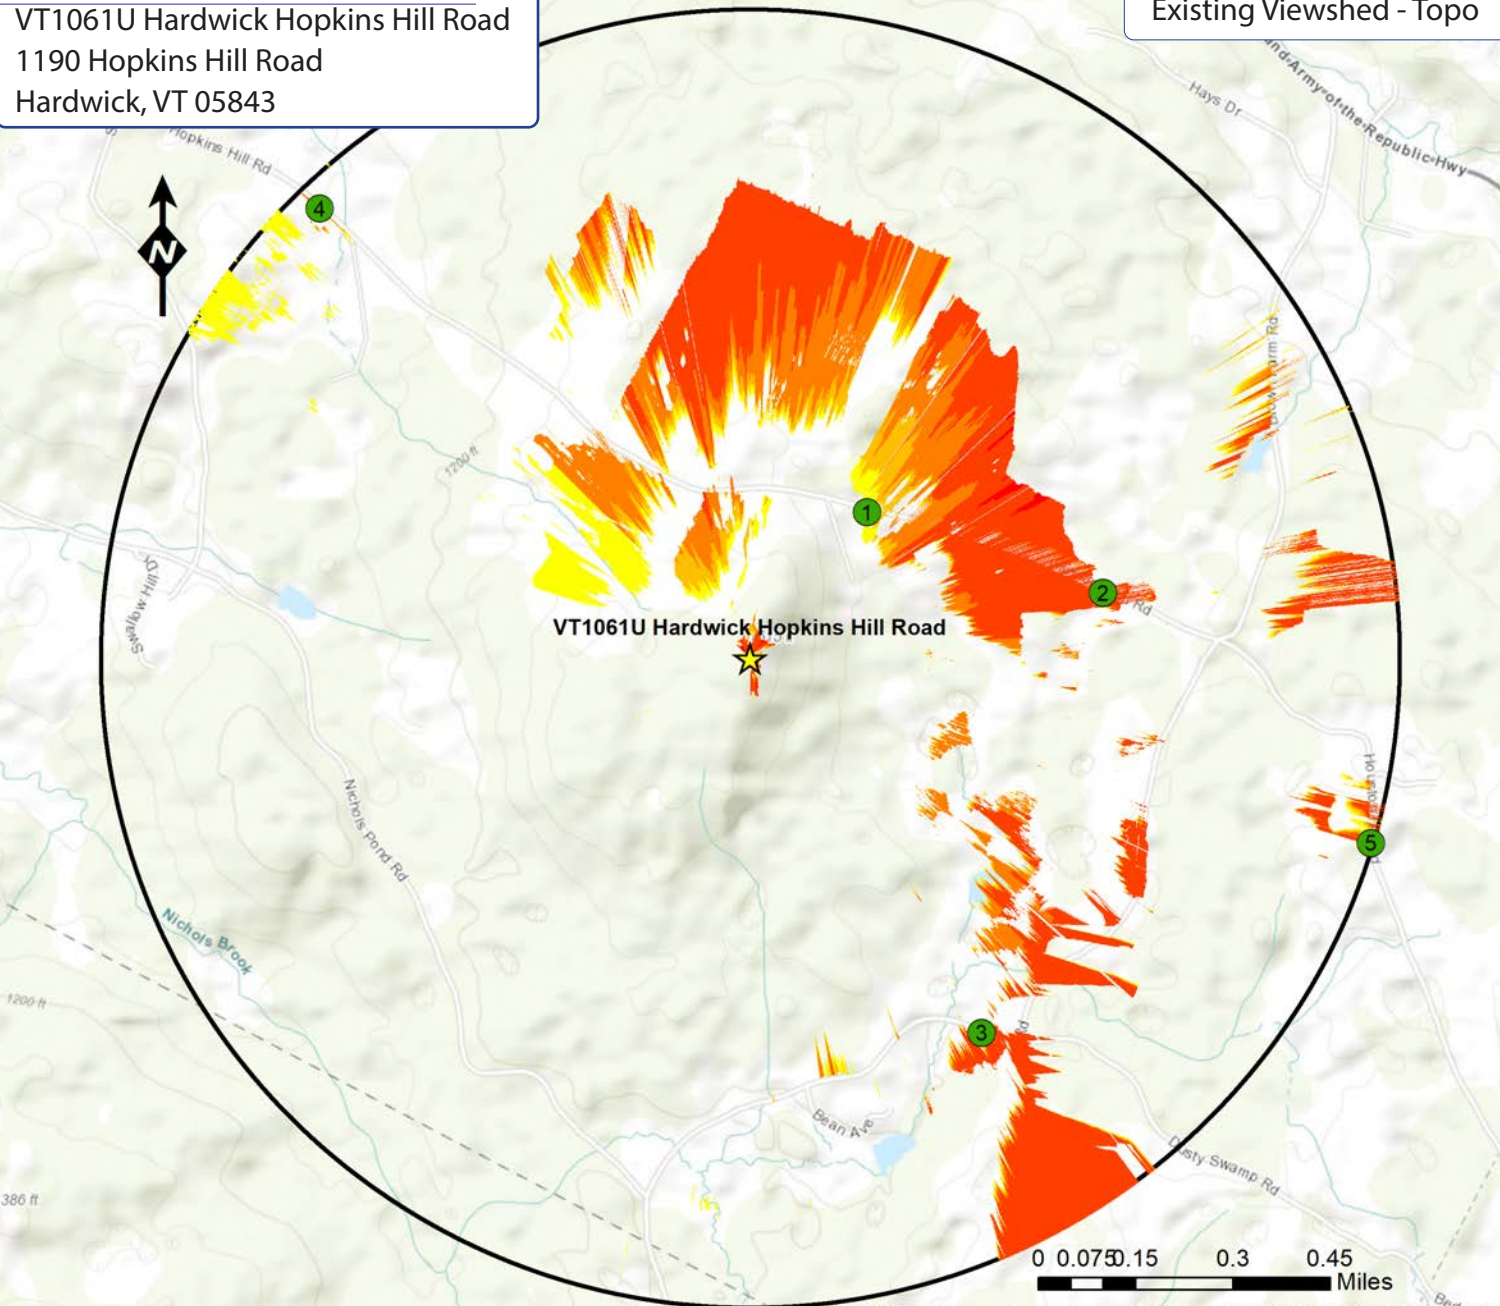 VT1061U Hardwick Hopkins Hill Road
1190 Hopkins Hill Road
Hardwick, VT 05843
Existing Viewshed - Topo
and-Army-of-the-Republic-Hwy
Hays Dr
Hopkins Hill Rd
4
N
1200 ft
1
2
Rd
Swallow Hill Dr
VT1061U Hardwick Hopkins Hill Road
Nichols Pond Rd
5
Nichols Brook
1200 ft
3
Rd
Bean Ave
Dusty Swamp Rd
386 ft
0 0.075 0.15 0.3 0.45
Miles